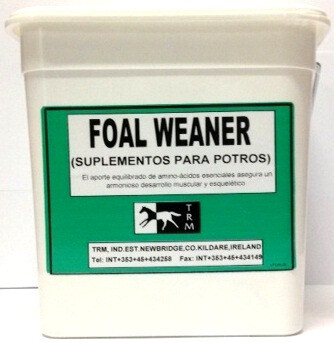 FOAL WEANER
(SUPLEMENTOS PARA POTROS)
El aporte equilibrado de amino-ácidos esenciales asegura un
armonioso desarrollo muscular y esquelético
TRM
TRM, IND.EST.NEWBRIDGE,CO.KILDARE,IRELAND
Tel: INT+353+45+434258 Fax: INT+353+45+434149